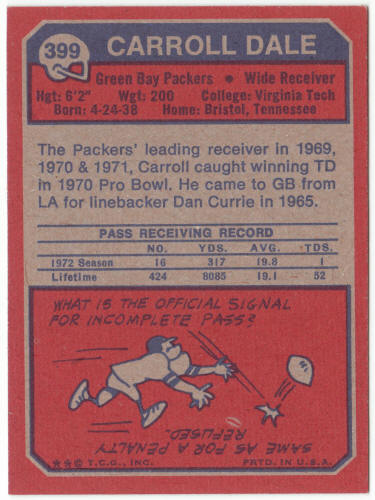 399 CARROLL DALE
Green Bay Packers • Wide Receiver
Hgt: 6'2" Wgt: 200 College: Virginia Tech
Born: 4-24-38 Home: Bristol, Tennessee
The Packers' leading receiver in 1969,
1970 & 1971, Carroll caught winning TD
in 1970 Pro Bowl. He came to GB from
LA for linebacker Dan Currie in 1965.
PASS RECEIVING RECORD
NO. YDS. AVG. TDS.
1972 Season 16 317 19.8 1
Lifetime 424 8085 19.1 52
WHAT IS THE OFFICIAL SIGNAL
FOR INCOMPLETE PASS?
SAME AS FOR A PENALTY
REFUSED.
★★© T.C.G., INC. PRTD. IN U.S.A.